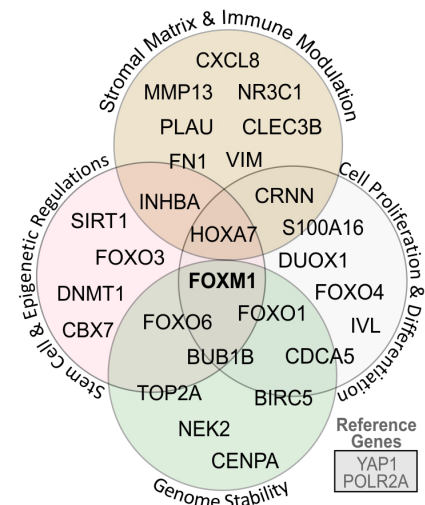 Stromal Matrix & Immune Modulation
CXCL8
MMP13 NR3C1
PLAU CLEC3B
FN1 VIM
Stem Cell & Epigenetic Regulations
Cell Proliferation & Differentiation
INHBA CRNN
SIRT1 HOXA7 S100A16
FOXO3 DUOX1
FOXM1
DNMT1 FOXO4
FOXO6 FOXO1
CBX7 IVL
BUB1B CDCA5
TOP2A BIRC5
NEK2
CENPA
Genome Stability
Reference
Genes
YAP1
POLR2A